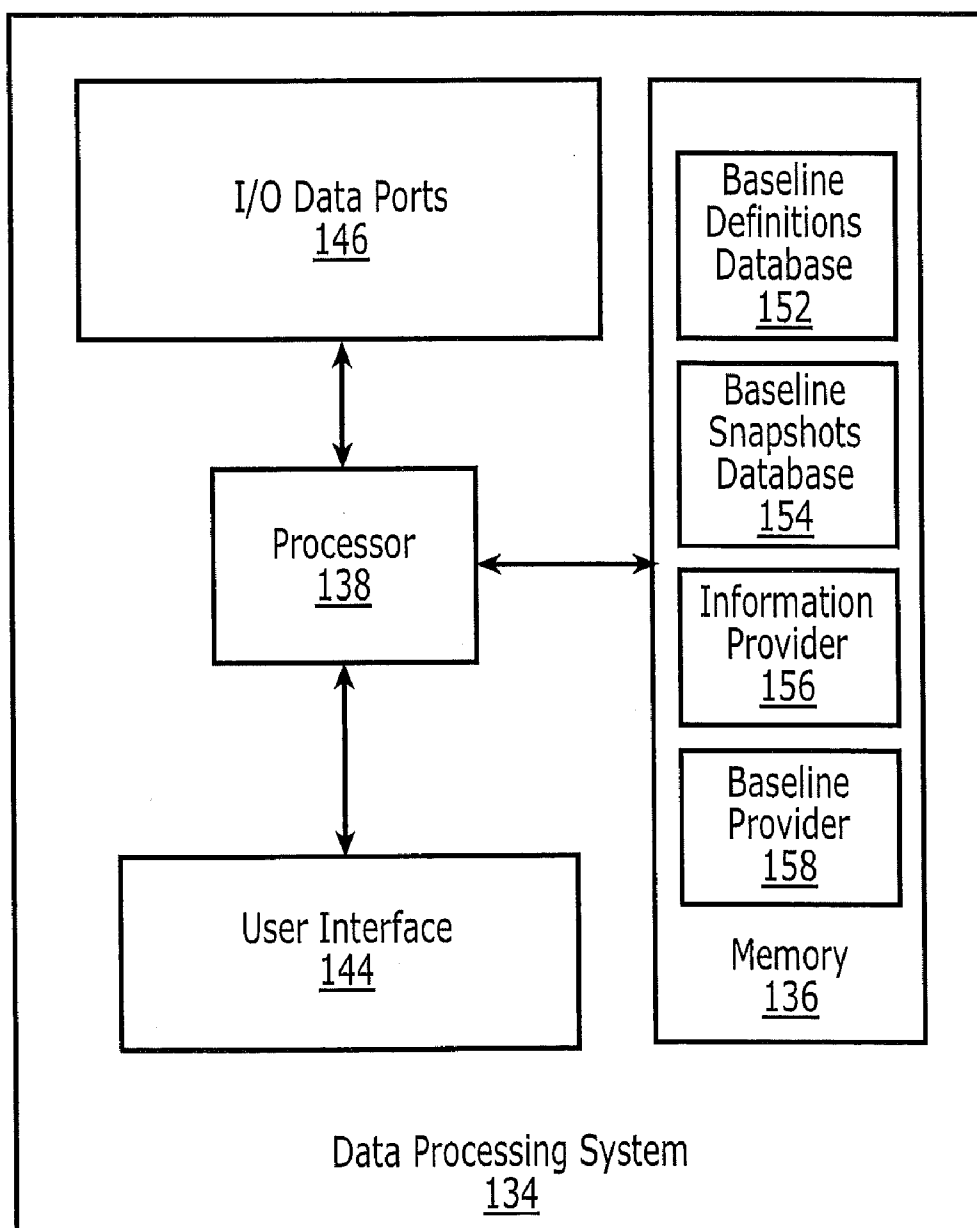 I/O Data Ports
146
Processor
138
User Interface
144
Baseline
Definitions
Database
152
Baseline
Snapshots
Database
154
Information
Provider
156
Baseline
Provider
158
Memory
136
Data Processing System
134